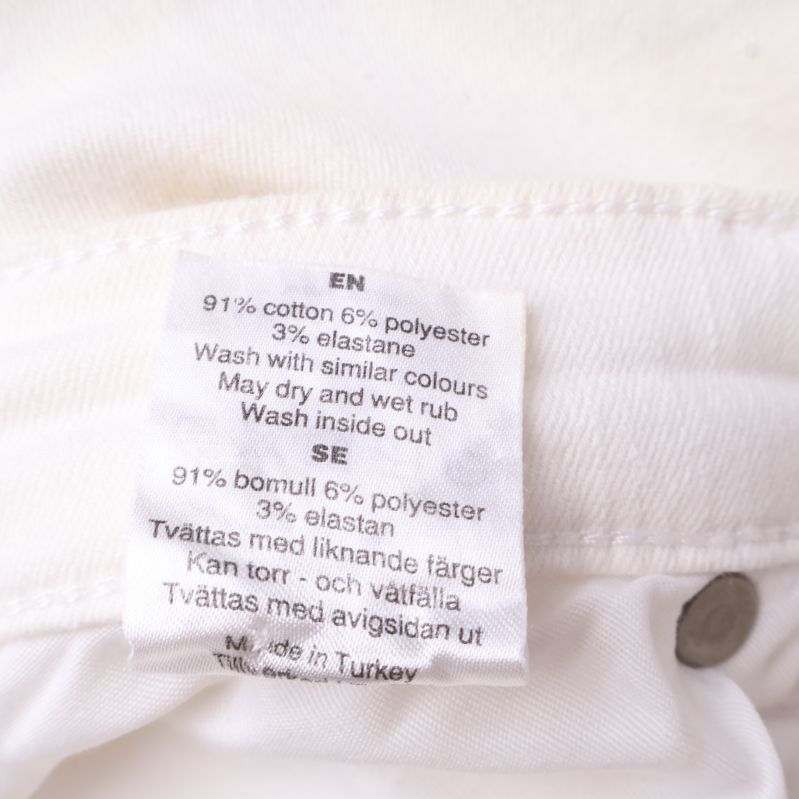 EN
91% cotton 6% polyester
3% elastane
Wash with similar colours
May dry and wet rub
Wash inside out
SE
91% bomull 6% polyester
3% elastan
Tvättas med liknande färger
Kan torr - och våtfälla
Tvättas med avigsidan ut
Made in Turkey